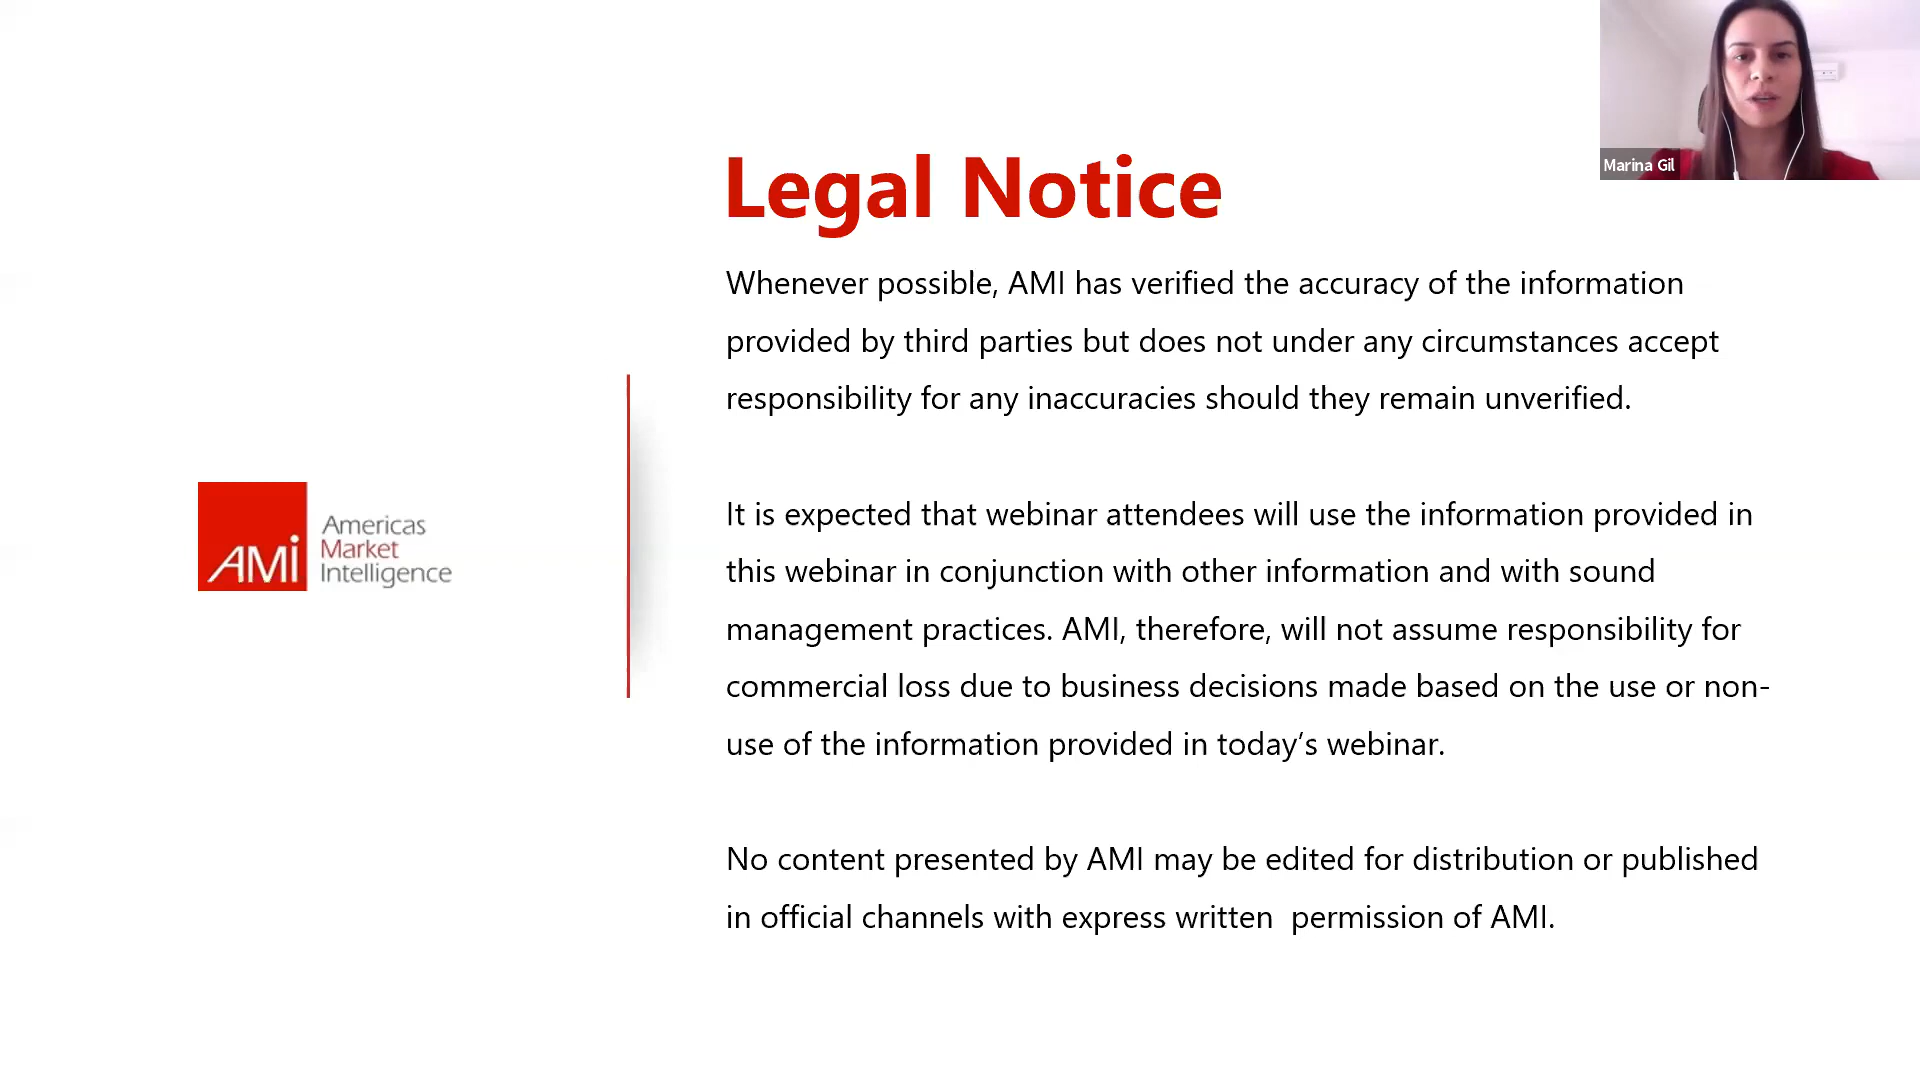 Marina Gil
Legal Notice
Whenever possible, AMI has verified the accuracy of the information
provided by third parties but does not under any circumstances accept
responsibility for any inaccuracies should they remain unverified.
It is expected that webinar attendees will use the information provided in
this webinar in conjunction with other information and with sound
management practices. AMI, therefore, will not assume responsibility for
commercial loss due to business decisions made based on the use or non-
use of the information provided in today’s webinar.
No content presented by AMI may be edited for distribution or published
in official channels with express written  permission of AMI.
AMI
Americas
Market
Intelligence